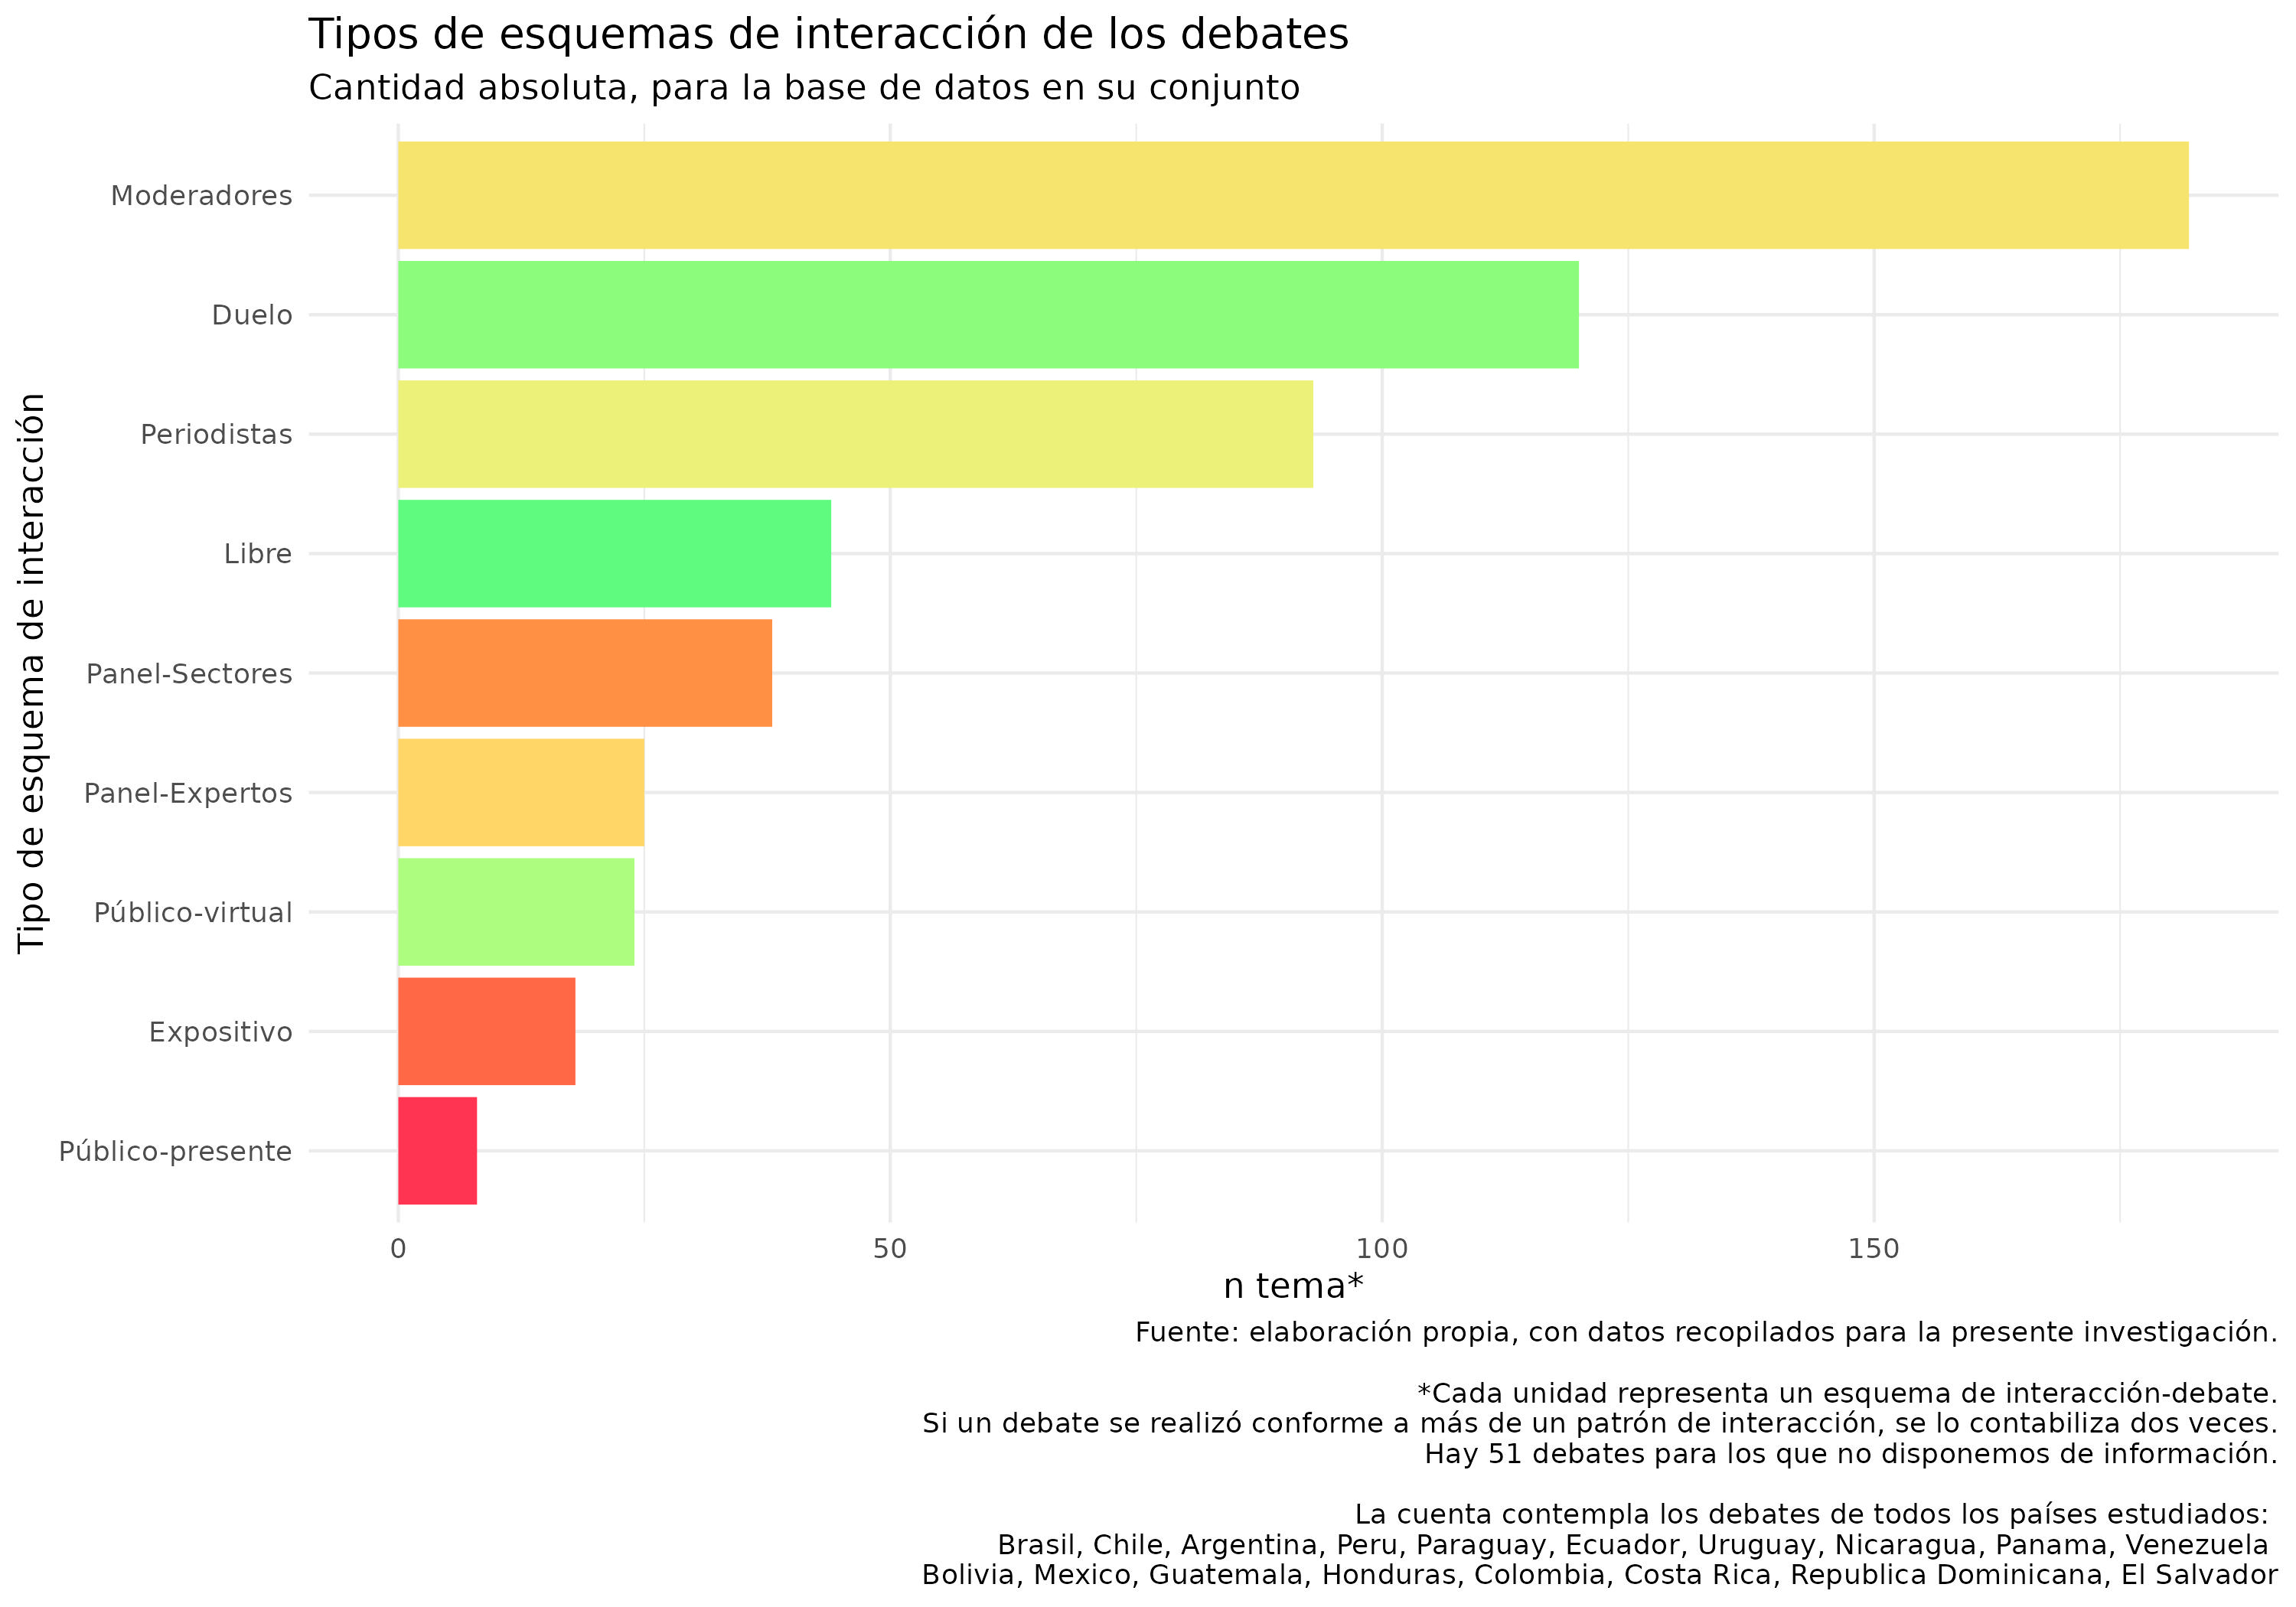 Tipos de esquemas de interacción de los debates
Cantidad absoluta, para la base de datos en su conjunto
Tipo de esquema de interacción
Moderadores
Duelo
Periodistas
Libre
Panel-Sectores
Panel-Expertos
Público-virtual
Expositivo
Público-presente
0 50 100 150
n tema*
Fuente: elaboración propia, con datos recopilados para la presente investigación.
*Cada unidad representa un esquema de interacción-debate.
Si un debate se realizó conforme a más de un patrón de interacción, se lo contabiliza dos veces.
Hay 51 debates para los que no disponemos de información.
La cuenta contempla los debates de todos los países estudiados:
Brasil, Chile, Argentina, Peru, Paraguay, Ecuador, Uruguay, Nicaragua, Panama, Venezuela
Bolivia, Mexico, Guatemala, Honduras, Colombia, Costa Rica, Republica Dominicana, El Salvador